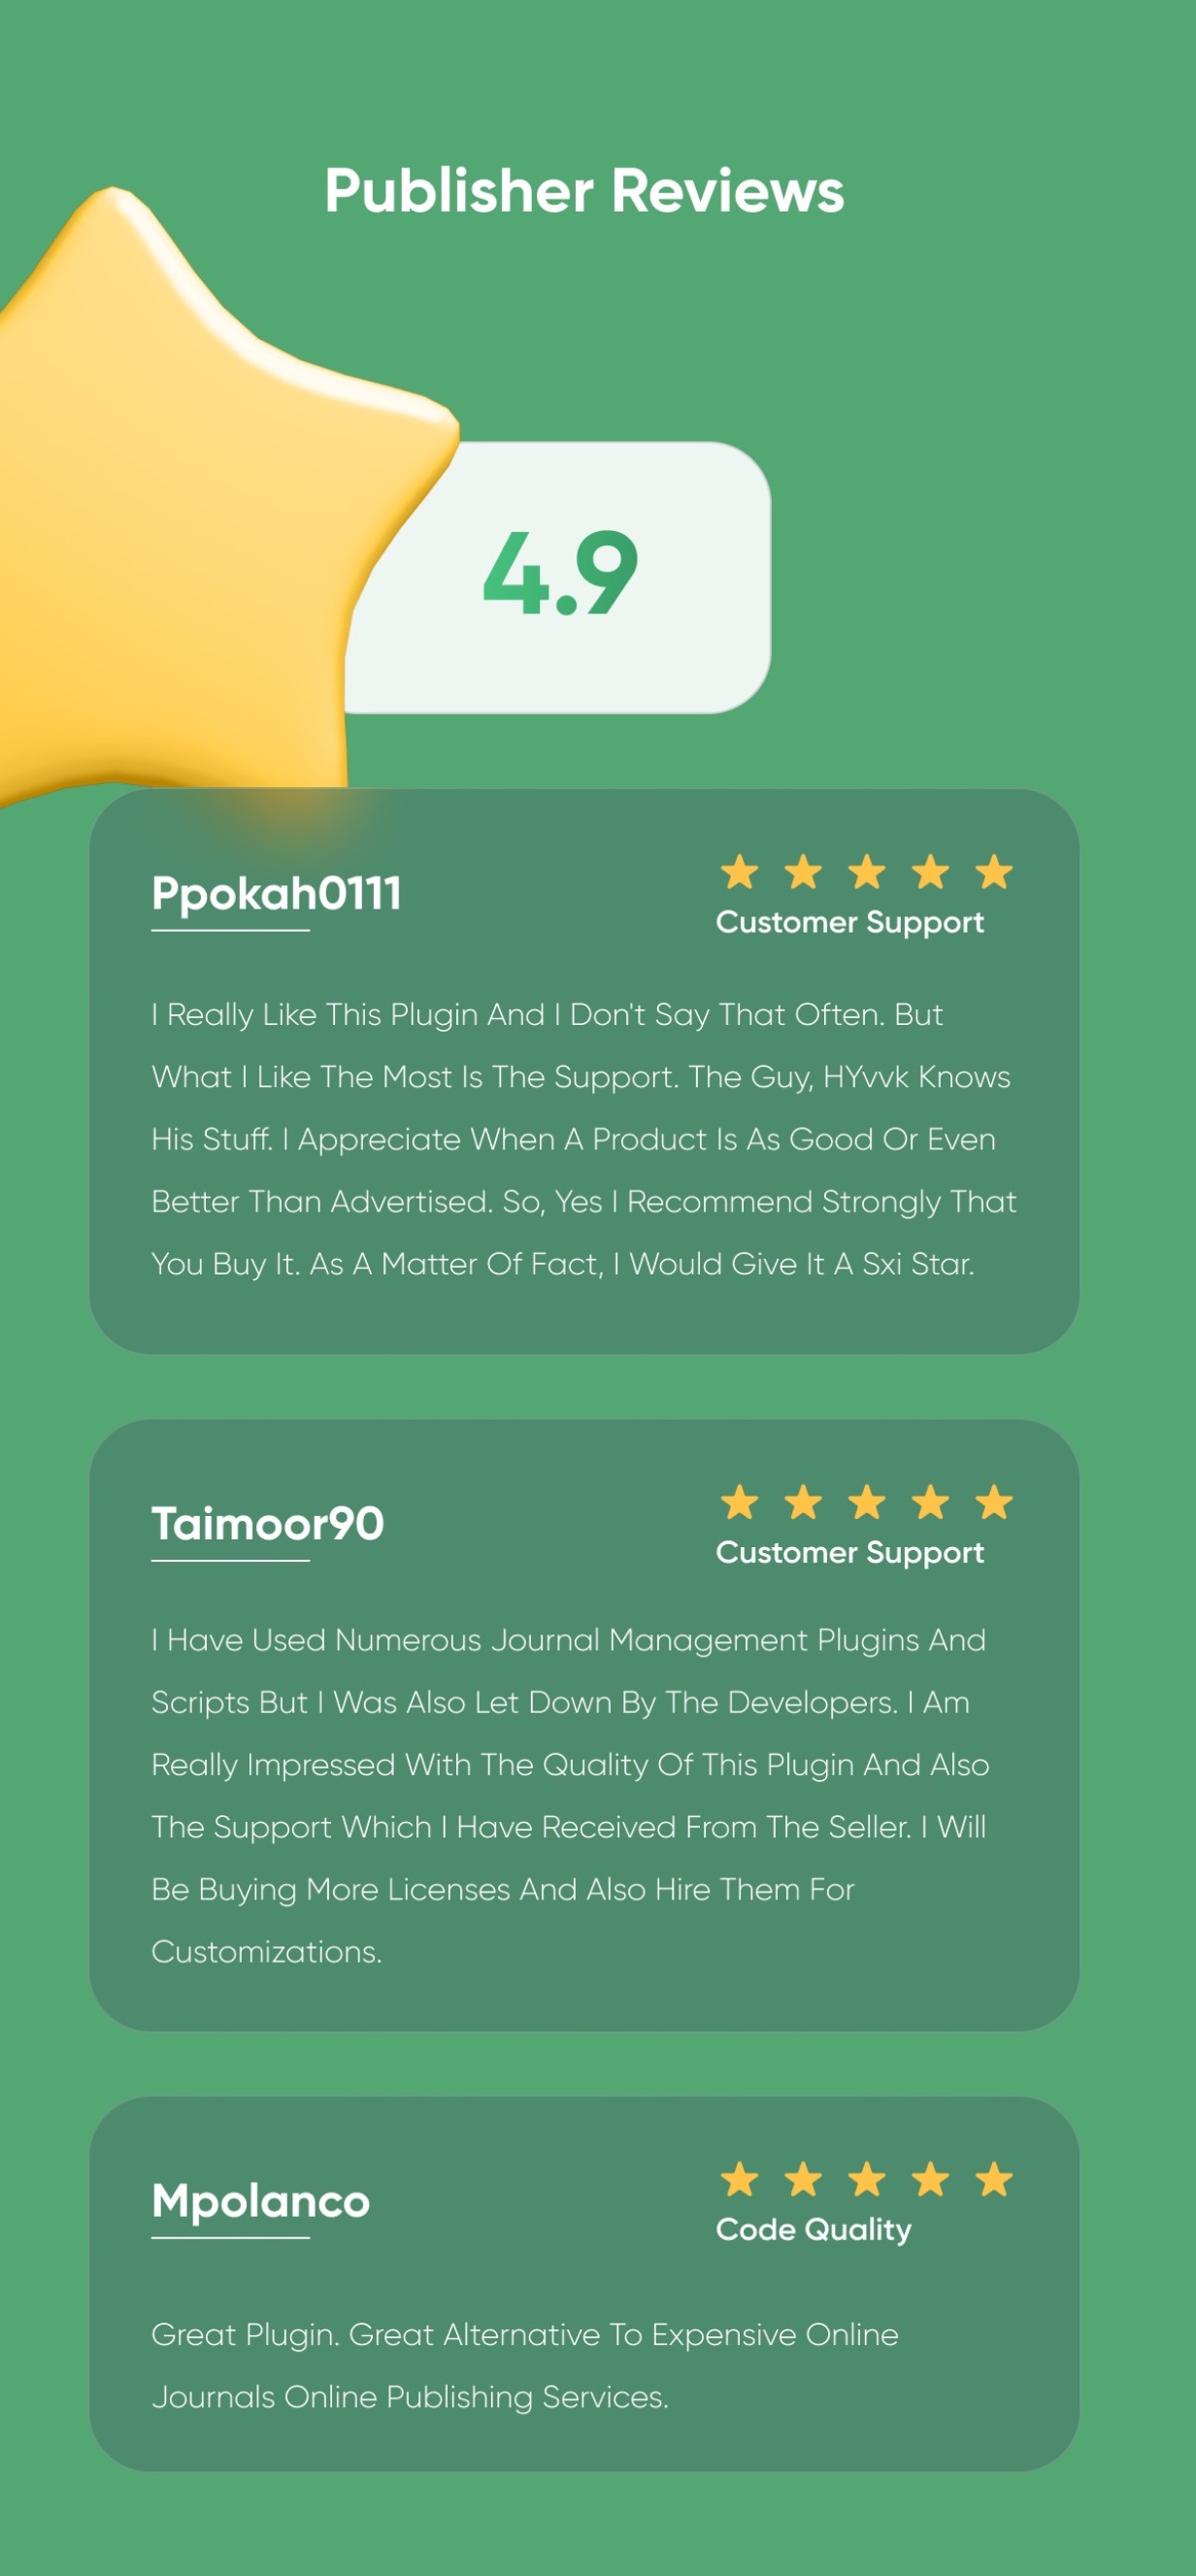 Publisher Reviews
4.9
Ppokah0111
Customer Support
I Really Like This Plugin And I Don't Say That Often. But
What I Like The Most Is The Support. The Guy, HYvvk Knows
His Stuff. I Appreciate When A Product Is As Good Or Even
Better Than Advertised. So, Yes I Recommend Strongly That
You Buy It. As A Matter Of Fact, I Would Give It A Sxi Star.
Taimoor90
Customer Support
I Have Used Numerous Journal Management Plugins And
Scripts But I Was Also Let Down By The Developers. I Am
Really Impressed With The Quality Of This Plugin And Also
The Support Which I Have Received From The Seller. I Will
Be Buying More Licenses And Also Hire Them For
Customizations.
Mpolanco
Code Quality
Great Plugin. Great Alternative To Expensive Online
Journals Online Publishing Services.